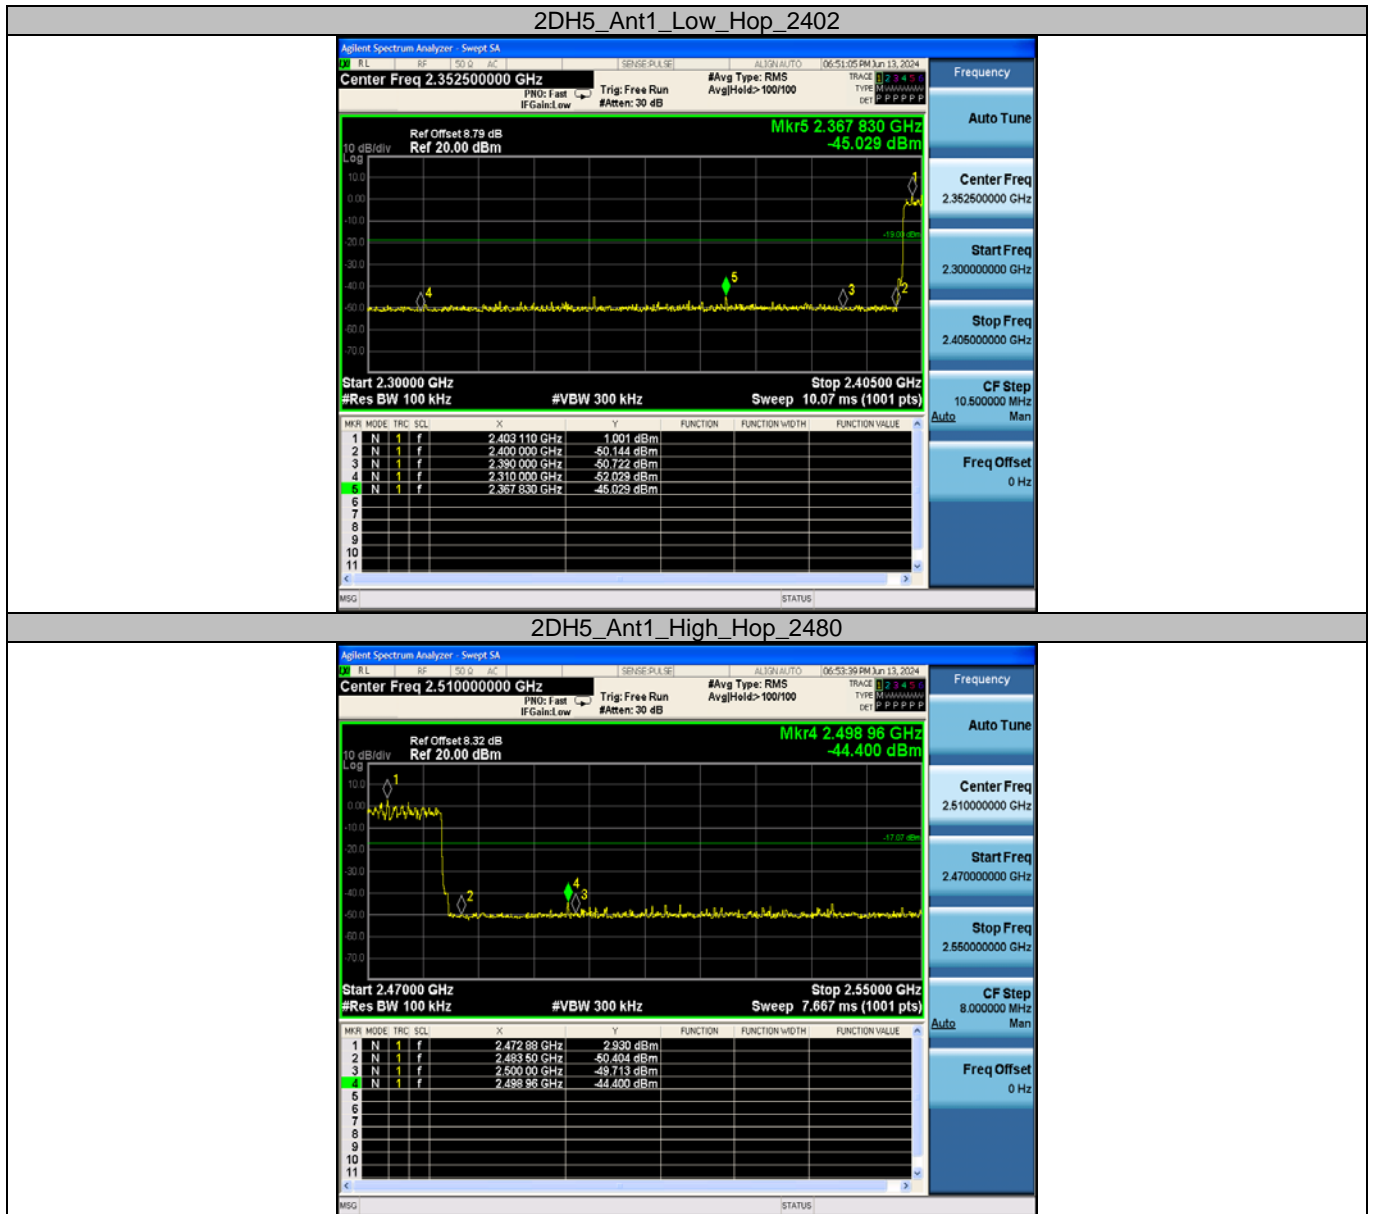 2DH5_Ant1_Low_Hop_2402
Agilent Spectrum Analyzer - Swept SA
RL RF 50 Ω AC SENSE:PULSE ALIGN AUTO 06:51:05 PM Jun 13, 2024
Center Freq 2.352500000 GHz
PNO: Fast
IFGain:Low
Trig: Free Run
#Atten: 30 dB
#Avg Type: RMS
Avg|Hold:>100/100
TRACE 1 2 3 4 5 6
TYPE M WWWWW
DET P P P P P P
Frequency
Auto Tune
Center Freq
2.352500000 GHz
Start Freq
2.300000000 GHz
Stop Freq
2.405000000 GHz
CF Step
10.500000 MHz
Auto Man
Freq Offset
0 Hz
Mkr5 2.367 830 GHz
-45.029 dBm
Ref Offset 8.79 dB
10 dB/div Ref 20.00 dBm
Log
10.0
0.00
-10.0
-20.0
-30.0
-40.0
-50.0
-60.0
-70.0
-19.00 dBm
1
2
3
4
5
Start 2.30000 GHz Stop 2.40500 GHz
#Res BW 100 kHz #VBW 300 kHz Sweep 10.07 ms (1001 pts)
MKR MODE TRC SCL X Y FUNCTION FUNCTION WIDTH FUNCTION VALUE
1 N 1 f 2.403 110 GHz 1.001 dBm
2 N 1 f 2.400 000 GHz -50.144 dBm
3 N 1 f 2.390 000 GHz -50.722 dBm
4 N 1 f 2.310 000 GHz -52.029 dBm
5 N 1 f 2.367 830 GHz -45.029 dBm
6
7
8
9
10
11
MSG STATUS
2DH5_Ant1_High_Hop_2480
Agilent Spectrum Analyzer - Swept SA
RL RF 50 Ω AC SENSE:PULSE ALIGN AUTO 06:53:39 PM Jun 13, 2024
Center Freq 2.510000000 GHz
PNO: Fast
IFGain:Low
Trig: Free Run
#Atten: 30 dB
#Avg Type: RMS
Avg|Hold:>100/100
TRACE 1 2 3 4 5 6
TYPE M WWWWW
DET P P P P P P
Frequency
Auto Tune
Center Freq
2.510000000 GHz
Start Freq
2.470000000 GHz
Stop Freq
2.550000000 GHz
CF Step
8.000000 MHz
Auto Man
Freq Offset
0 Hz
Mkr4 2.498 96 GHz
-44.400 dBm
Ref Offset 8.32 dB
10 dB/div Ref 20.00 dBm
Log
10.0
0.00
-10.0
-20.0
-30.0
-40.0
-50.0
-60.0
-70.0
-17.07 dBm
1
2
4
3
Start 2.47000 GHz Stop 2.55000 GHz
#Res BW 100 kHz #VBW 300 kHz Sweep 7.667 ms (1001 pts)
MKR MODE TRC SCL X Y FUNCTION FUNCTION WIDTH FUNCTION VALUE
1 N 1 f 2.472 88 GHz 2.930 dBm
2 N 1 f 2.483 50 GHz -50.404 dBm
3 N 1 f 2.500 00 GHz -49.713 dBm
4 N 1 f 2.498 96 GHz -44.400 dBm
5
6
7
8
9
10
11
MSG STATUS